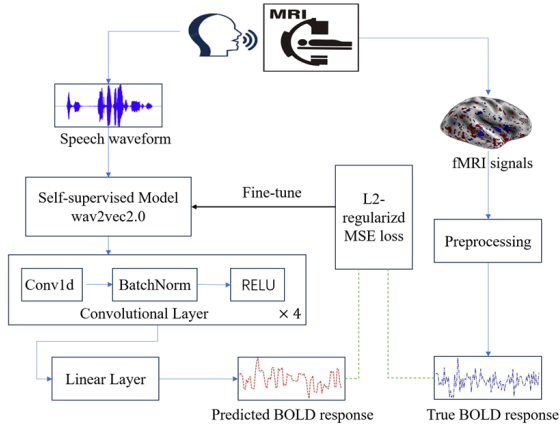 MRI
Speech waveform
fMRI signals
Self-supervised Model
wav2vec2.0
Fine-tune
L2-
regularizd
MSE loss
Preprocessing
Conv1d
BatchNorm
RELU
Convolutional Layer
× 4
Linear Layer
Predicted BOLD response
True BOLD response